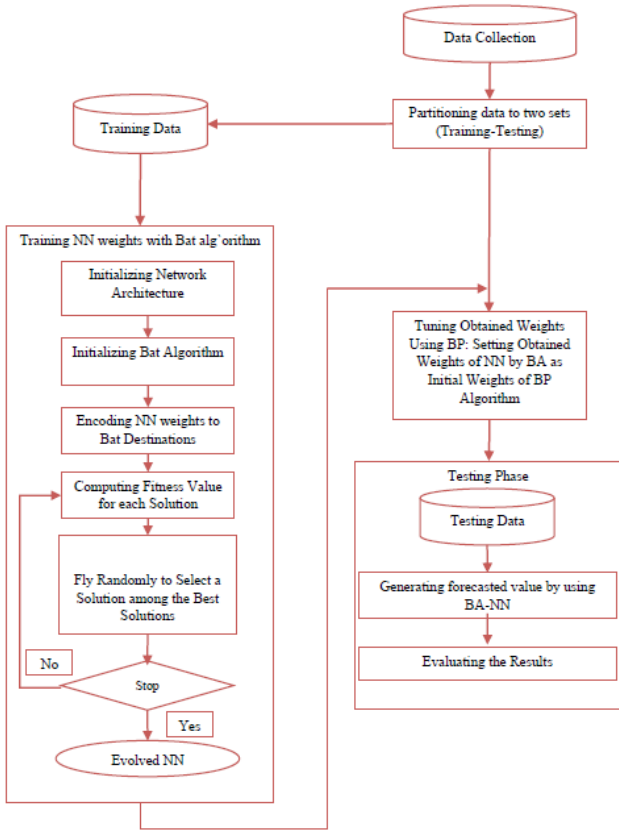 Data Collection
Partitioning data to two sets
(Training-Testing)
Training Data
Training NN weights with Bat alg`orithm
Initializing Network
Architecture
Initializing Bat Algorithm
Encoding NN weights to
Bat Destinations
Computing Fitness Value
for each Solution
Fly Randomly to Select a
Solution among the Best
Solutions
No
Stop
Yes
Evolved NN
Tuning Obtained Weights
Using BP: Setting Obtained
Weights of NN by BA as
Initial Weights of BP
Algorithm
Testing Phase
Testing Data
Generating forecasted value by using
BA-NN
Evaluating the Results